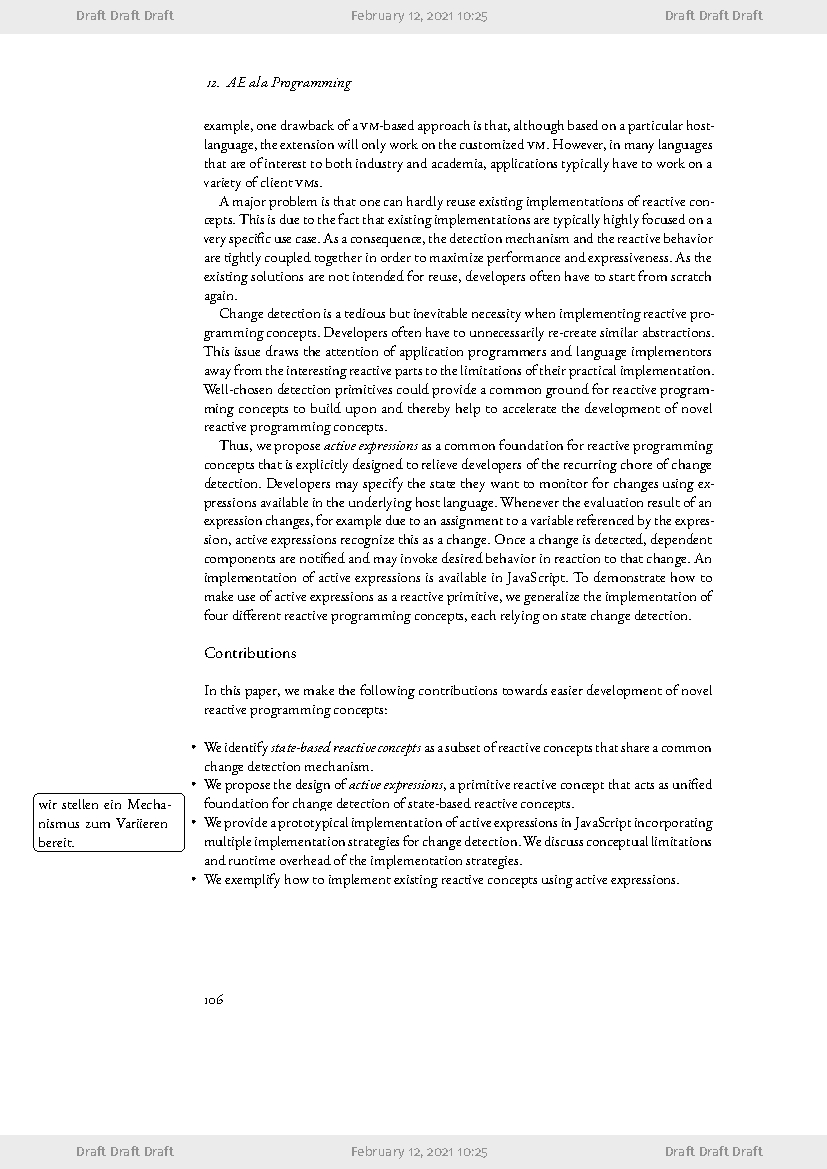 Draft Draft Draft February 12, 2021 10:25 Draft Draft Draft
12. AE ala Programming
example, one drawback of a VM-based approach is that, although based on a particular host-
language, the extension will only work on the customized VM. However, in many languages
that are of interest to both industry and academia, applications typically have to work on a
variety of client VMs.
A major problem is that one can hardly reuse existing implementations of reactive con-
cepts. This is due to the fact that existing implementations are typically highly focused on a
very specific use case. As a consequence, the detection mechanism and the reactive behavior
are tightly coupled together in order to maximize performance and expressiveness. As the
existing solutions are not intended for reuse, developers often have to start from scratch
again.
Change detection is a tedious but inevitable necessity when implementing reactive pro-
gramming concepts. Developers often have to unnecessarily re-create similar abstractions.
This issue draws the attention of application programmers and language implementors
away from the interesting reactive parts to the limitations of their practical implementation.
Well-chosen detection primitives could provide a common ground for reactive program-
ming concepts to build upon and thereby help to accelerate the development of novel
reactive programming concepts.
Thus, we propose active expressions as a common foundation for reactive programming
concepts that is explicitly designed to relieve developers of the recurring chore of change
detection. Developers may specify the state they want to monitor for changes using ex-
pressions available in the underlying host language. Whenever the evaluation result of an
expression changes, for example due to an assignment to a variable referenced by the expres-
sion, active expressions recognize this as a change. Once a change is detected, dependent
components are notified and may invoke desired behavior in reaction to that change. An
implementation of active expressions is available in JavaScript. To demonstrate how to
make use of active expressions as a reactive primitive, we generalize the implementation of
four different reactive programming concepts, each relying on state change detection.
Contributions
In this paper, we make the following contributions towards easier development of novel
reactive programming concepts:
• We identify state-based reactive concepts as a subset of reactive concepts that share a common
change detection mechanism.
• We propose the design of active expressions, a primitive reactive concept that acts as unified
foundation for change detection of state-based reactive concepts.
• We provide a prototypical implementation of active expressions in JavaScript incorporating
multiple implementation strategies for change detection. We discuss conceptual limitations
and runtime overhead of the implementation strategies.
• We exemplify how to implement existing reactive concepts using active expressions.
wir stellen ein Mecha-
nismus zum Variieren
bereit.
106
Draft Draft Draft February 12, 2021 10:25 Draft Draft Draft